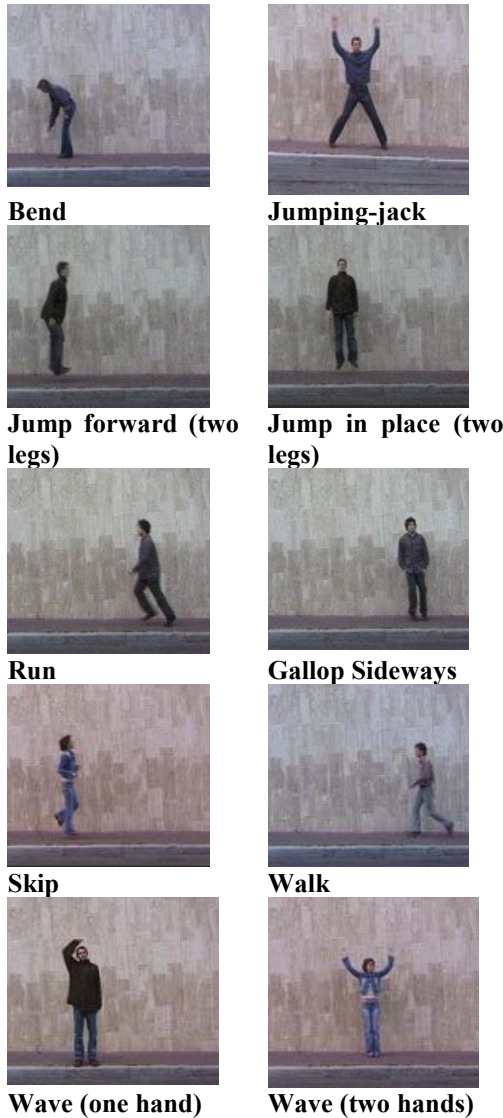 Bend
Jumping-jack
Jump forward (two
legs)
Jump in place (two
legs)
Run
Gallop Sideways
Skip
Walk
Wave (one hand)
Wave (two hands)